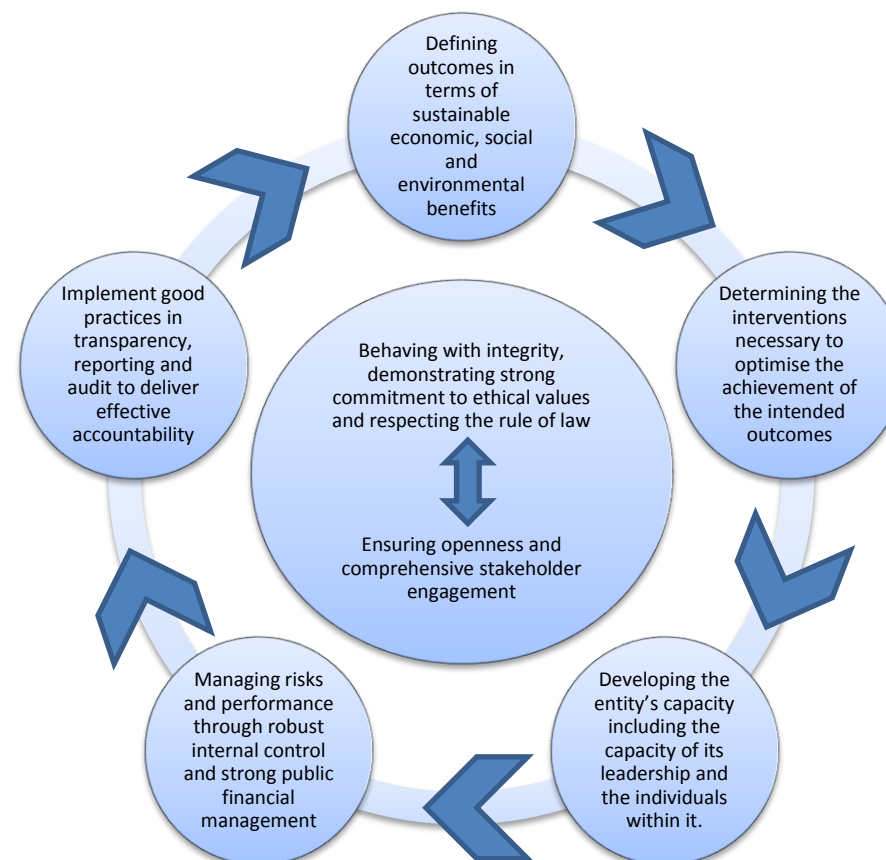 Defining
outcomes in
terms of
sustainable
economic, social
and
environmental
benefits
Determining the
interventions
necessary to
optimise the
achievement of
the intended
outcomes
Developing the
entity’s capacity
including the
capacity of its
leadership and
the individuals
within it.
Managing risks
and performance
through robust
internal control
and strong public
financial
management
Implement good
practices in
transparency,
reporting and
audit to deliver
effective
accountability
Behaving with integrity,
demonstrating strong
commitment to ethical values
and respecting the rule of law
Ensuring openness and
comprehensive stakeholder
engagement